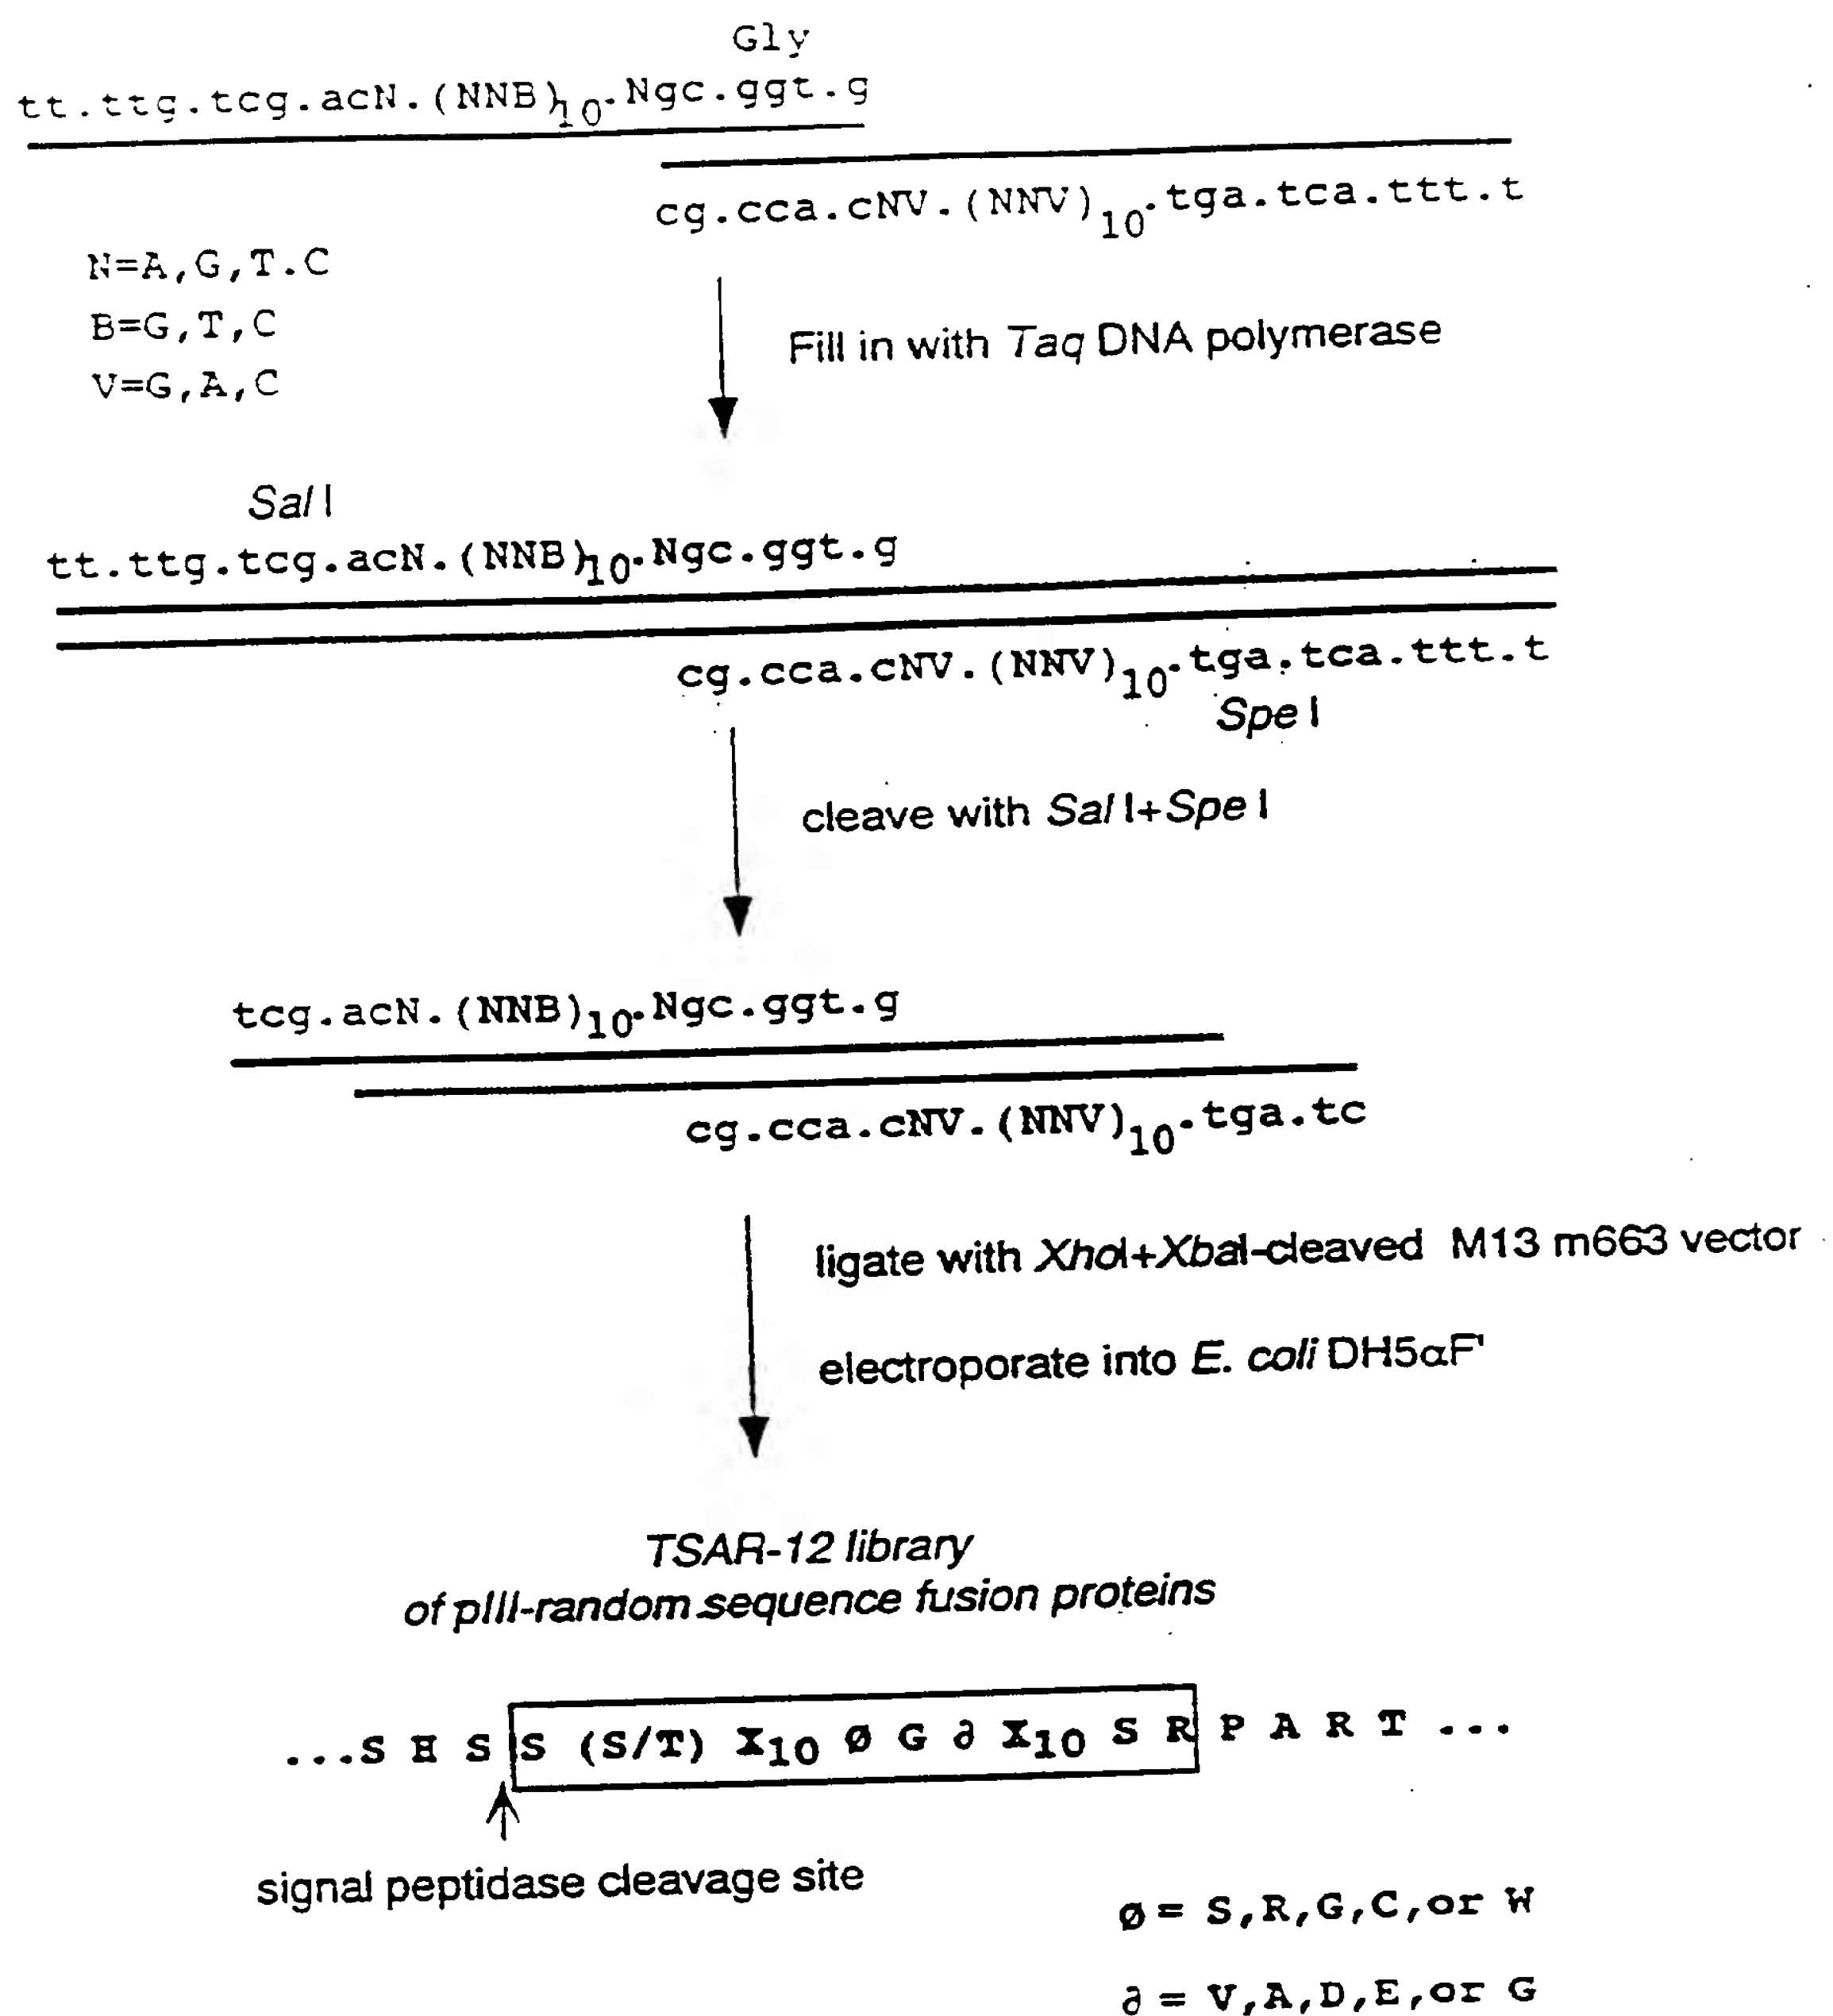 Gly
tt.ttg.tcg.acN.(NNB)10.Ngc.ggt.g
cg.cca.cNV.(NNV)10.tga.tca.ttt.t
N=A,G,T.C
B=G,T,C
V=G,A,C
Fill in with Taq DNA polymerase
Sal I
tt.ttg.tcg.acN.(NNB)10.Ngc.ggt.g
cg.cca.cNV.(NNV)10.tga.tca.ttt.t
Spe I
cleave with Sal I+Spe I
tcg.acN.(NNB)10.Ngc.ggt.g
cg.cca.cNV.(NNV)10.tga.tc
ligate with XhoI+XbaI-cleaved M13 m663 vector
electroporate into E. coli DH5αF'
TSAR-12 library
of pIII-random sequence fusion proteins
...S H S S (S/T) X10 ø G ∂ X10 S R P A R T ...
signal peptidase cleavage site
ø = S,R,G,C,or W
∂ = V,A,D,E,or G